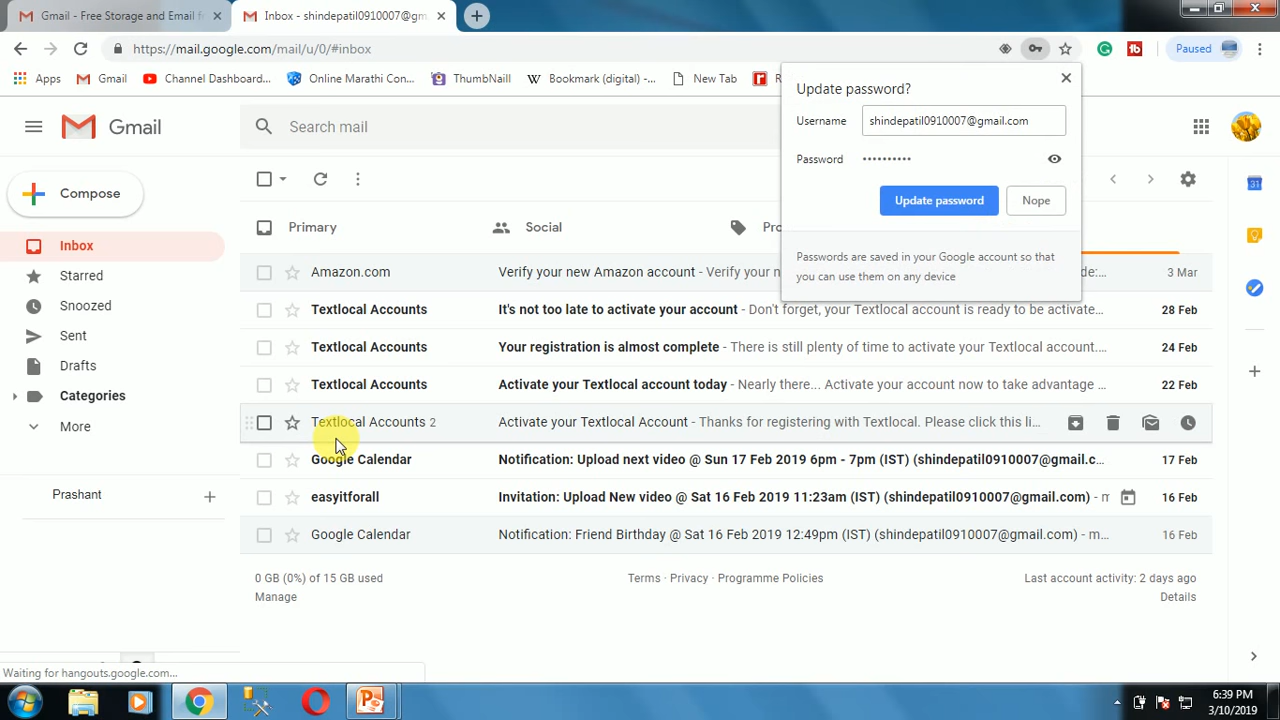 Gmail - Free Storage and Email f
Inbox - shindepatil0910007@gm
https://mail.google.com/mail/u/0/#inbox
Paused
Apps
Gmail
Channel Dashboard...
Online Marathi Con...
ThumbNaill
Bookmark (digital) -...
New Tab
Update password?
Username
shindepatil0910007@gmail.com
Password
Update password
Nope
Passwords are saved in your Google account so that
you can use them on any device
Gmail
Search mail
Compose
Inbox
Starred
Snoozed
Sent
Drafts
Categories
More
Prashant
Primary
Social
Amazon.com Verify your new Amazon account - Verify your n de:... 3 Mar
Textlocal Accounts It's not too late to activate your account - Don't forget, your Textlocal account is ready to be activate... 28 Feb
Textlocal Accounts Your registration is almost complete - There is still plenty of time to activate your Textlocal account.... 24 Feb
Textlocal Accounts Activate your Textlocal account today - Nearly there... Activate your account now to take advantage ... 22 Feb
Textlocal Accounts 2 Activate your Textlocal Account - Thanks for registering with Textlocal. Please click this li...
Google Calendar Notification: Upload next video @ Sun 17 Feb 2019 6pm - 7pm (IST) (shindepatil0910007@gmail.c... 17 Feb
easyitforall Invitation: Upload New video @ Sat 16 Feb 2019 11:23am (IST) (shindepatil0910007@gmail.com) - m 16 Feb
Google Calendar Notification: Friend Birthday @ Sat 16 Feb 2019 12:49pm (IST) (shindepatil0910007@gmail.com) - m... 16 Feb
0 GB (0%) of 15 GB used
Manage
Terms · Privacy · Programme Policies
Last account activity: 2 days ago
Details
Waiting for hangouts.google.com...
6:39 PM
3/10/2019